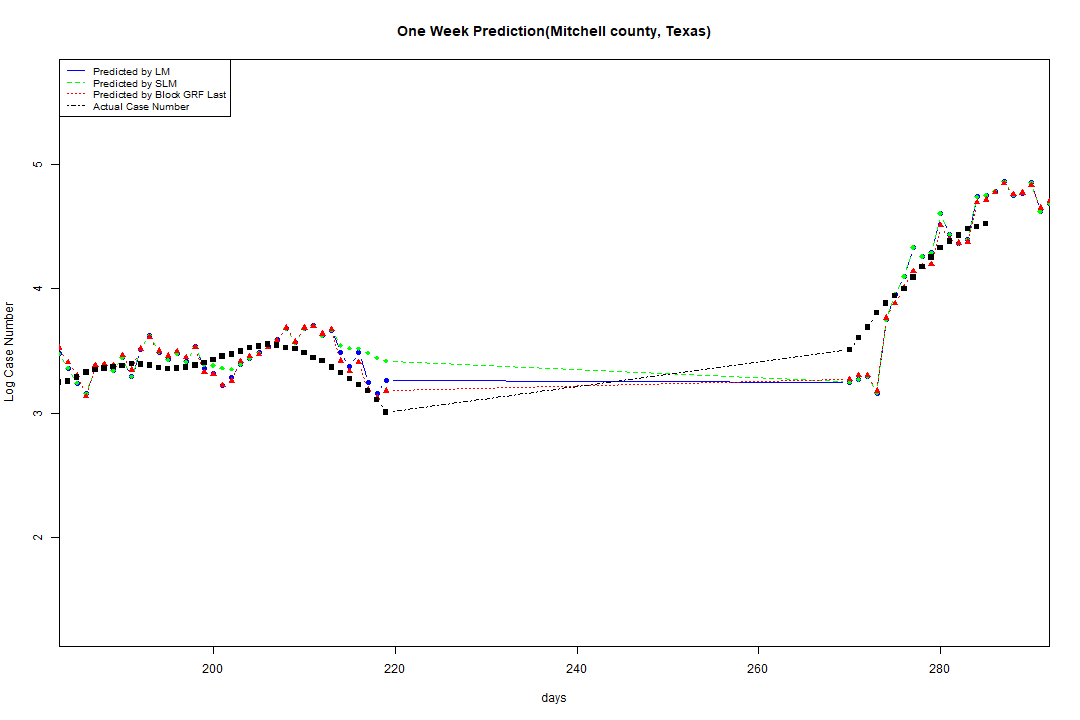 One Week Prediction(Mitchell county, Texas)
Predicted by LM
Predicted by SLM
Predicted by Block GRF Last
Actual Case Number
5
4
3
2
Log Case Number
200
220
240
260
280
days